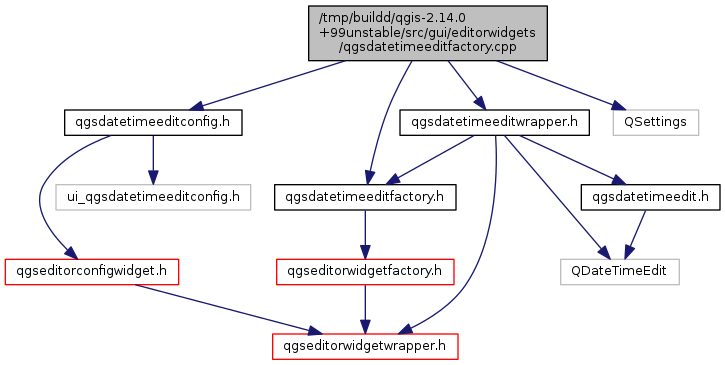 /tmp/buildd/qgis-2.14.0
+99unstable/src/gui/editorwidgets
/qgsdatetimeeditfactory.cpp
qgsdatetimeeditconfig.h
qgsdatetimeeditwrapper.h
QSettings
ui_qgsdatetimeeditconfig.h
qgsdatetimeeditfactory.h
qgsdatetimeedit.h
qgseditorconfigwidget.h
qgseditorwidgetfactory.h
QDateTimeEdit
qgseditorwidgetwrapper.h